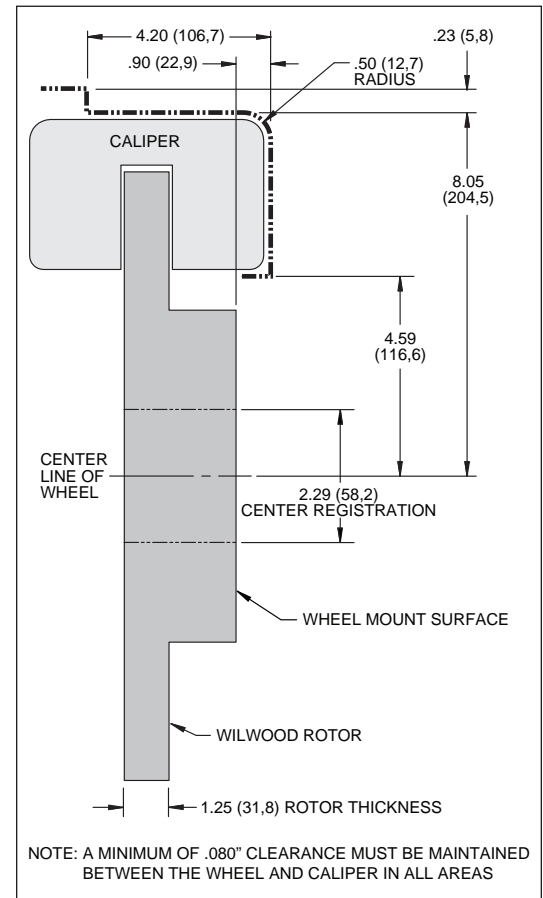 4.20 (106,7)
.23 (5,8)
.90 (22,9)
.50 (12,7)
RADIUS
CALIPER
8.05
(204,5)
4.59
(116,6)
CENTER
LINE OF
WHEEL
2.29 (58,2)
CENTER REGISTRATION
WHEEL MOUNT SURFACE
WILWOOD ROTOR
1.25 (31,8) ROTOR THICKNESS
NOTE: A MINIMUM OF .080" CLEARANCE MUST BE MAINTAINED
BETWEEN THE WHEEL AND CALIPER IN ALL AREAS